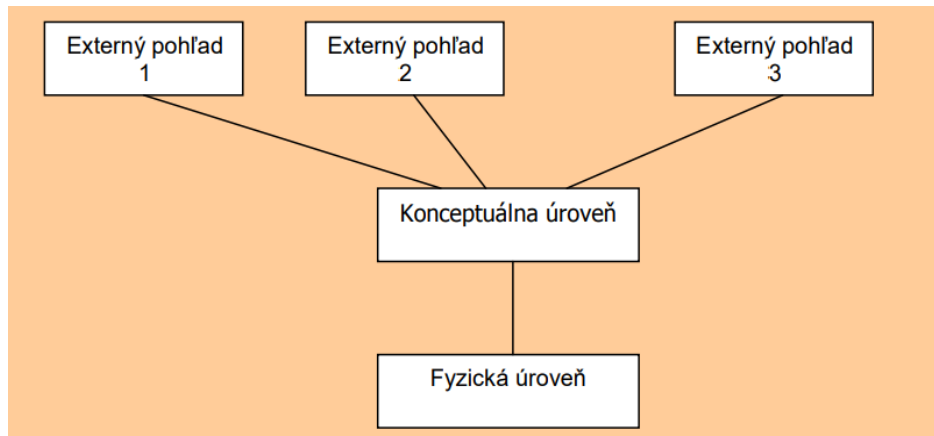 Externý pohľad
1
Externý pohľad
2
Externý pohľad
3
Konceptuálna úroveň
Fyzická úroveň